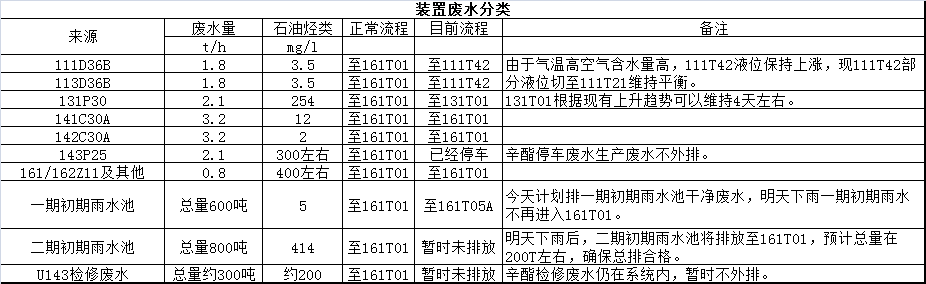 装置废水分类
来源 废水量 石油烃类 正常流程 目前流程 备注
t/h mg/l
111D36B 1.8 3.5 至161T01 至111T42 由于气温高空气含水量高，111T42液位保持上涨，现111T42部
113D36B 1.8 3.5 至161T01 至111T42 分液位切至111T21维持平衡。
131P30 2.1 254 至161T01 至131T01 131T01根据现有上升趋势可以维持4天左右。
141C30A 3.2 12 至161T01 至161T01
142C30A 3.2 2 至161T01 至161T01
143P25 2.1 300左右 至161T01 已经停车 辛酯停车废水生产废水不外排。
161/162Z11及其他 0.8 400左右 至161T01 至161T01
一期初期雨水池 总量600吨 5 至161T01 至161T05A 今天计划排一期初期雨水池干净废水，明天下雨一期初期雨水
不再进入161T01。
二期初期雨水池 总量800吨 414 至161T01 暂时未排放 明天下雨后，二期初期雨水池将排放至161T01，预计总量在
200T左右，确保总排合格。
U143检修废水 总量约300吨 约200 至161T01 暂时未排放 辛酯检修废水仍在系统内，暂时不外排。